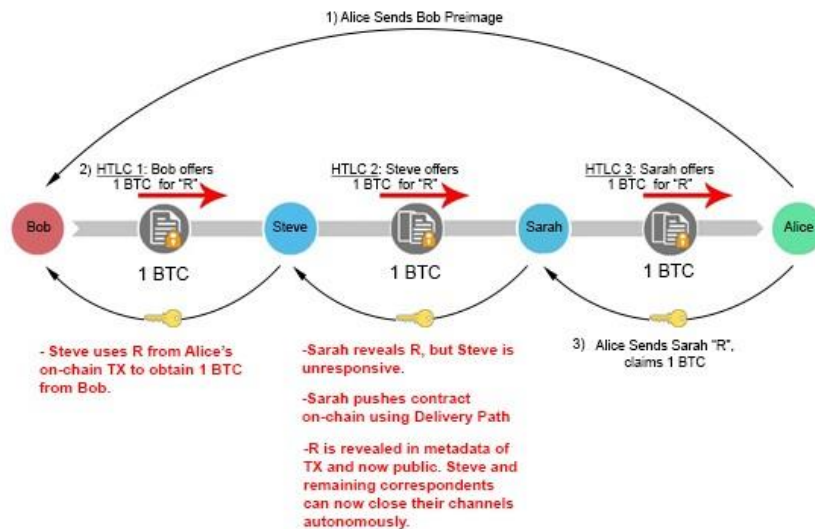 1) Alice Sends Bob Preimage
2) HTLC 1: Bob offers
1 BTC for “R”
HTLC 2: Steve offers
1 BTC for “R”
HTLC 3: Sarah offers
1 BTC for “R”
Bob
Steve
Sarah
Alice
1 BTC
1 BTC
1 BTC
- Steve uses R from Alice’s
on-chain TX to obtain 1 BTC
from Bob.
-Sarah reveals R, but Steve is
unresponsive.
-Sarah pushes contract
on-chain using Delivery Path
-R is revealed in metadata of
TX and now public. Steve and
remaining correspondents
can now close their channels
autonomously.
3) Alice Sends Sarah “R”,
claims 1 BTC